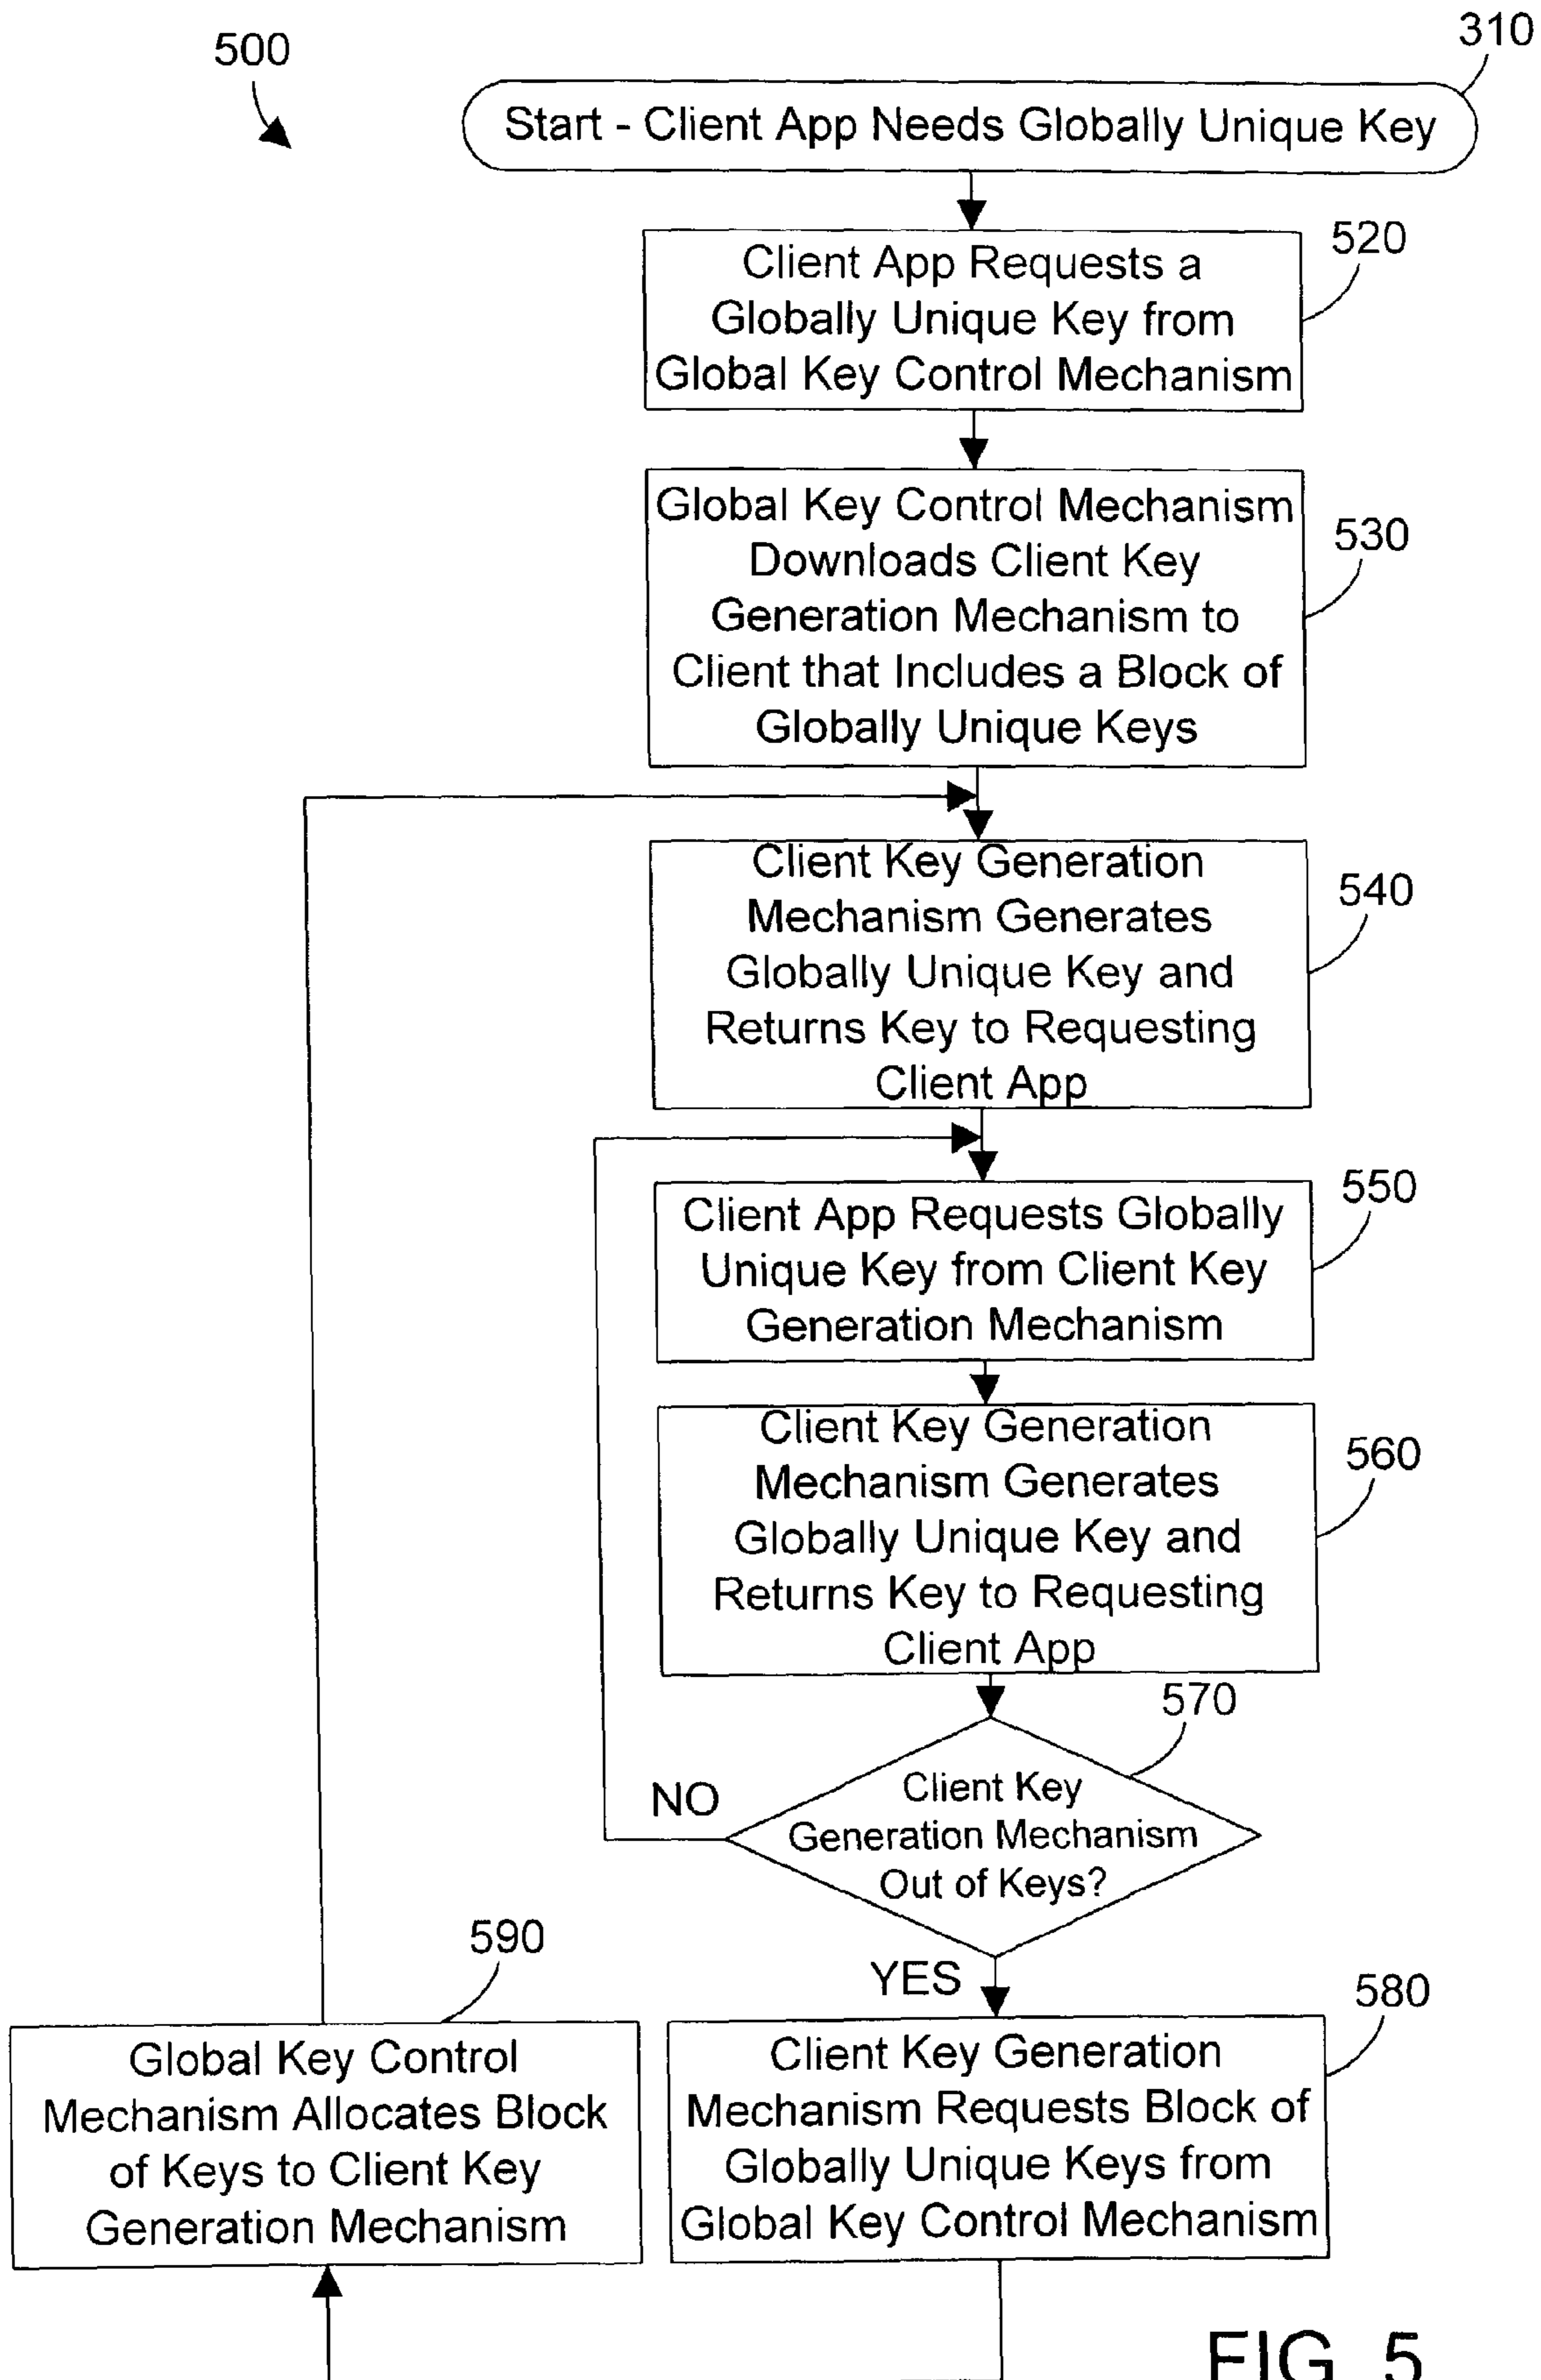 500
310
Start - Client App Needs Globally Unique Key
520
Client App Requests a
Globally Unique Key from
Global Key Control Mechanism
530
Global Key Control Mechanism
Downloads Client Key
Generation Mechanism to
Client that Includes a Block of
Globally Unique Keys
540
Client Key Generation
Mechanism Generates
Globally Unique Key and
Returns Key to Requesting
Client App
550
Client App Requests Globally
Unique Key from Client Key
Generation Mechanism
560
Client Key Generation
Mechanism Generates
Globally Unique Key and
Returns Key to Requesting
Client App
570
Client Key
Generation Mechanism
Out of Keys?
NO
YES
590
Global Key Control
Mechanism Allocates Block
of Keys to Client Key
Generation Mechanism
580
Client Key Generation
Mechanism Requests Block of
Globally Unique Keys from
Global Key Control Mechanism
FIG. 5